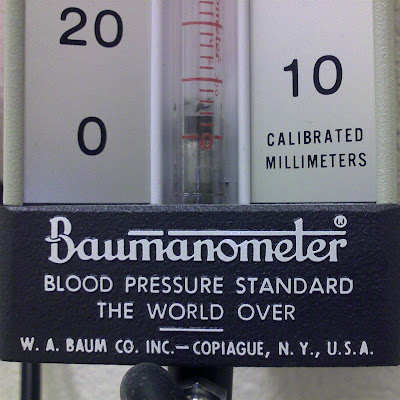 20
0
10
CALIBRATED
MILLIMETERS
Baumanometer®
BLOOD PRESSURE STANDARD
THE WORLD OVER
W. A. BAUM CO. INC.—COPIAGUE, N. Y., U.S.A.